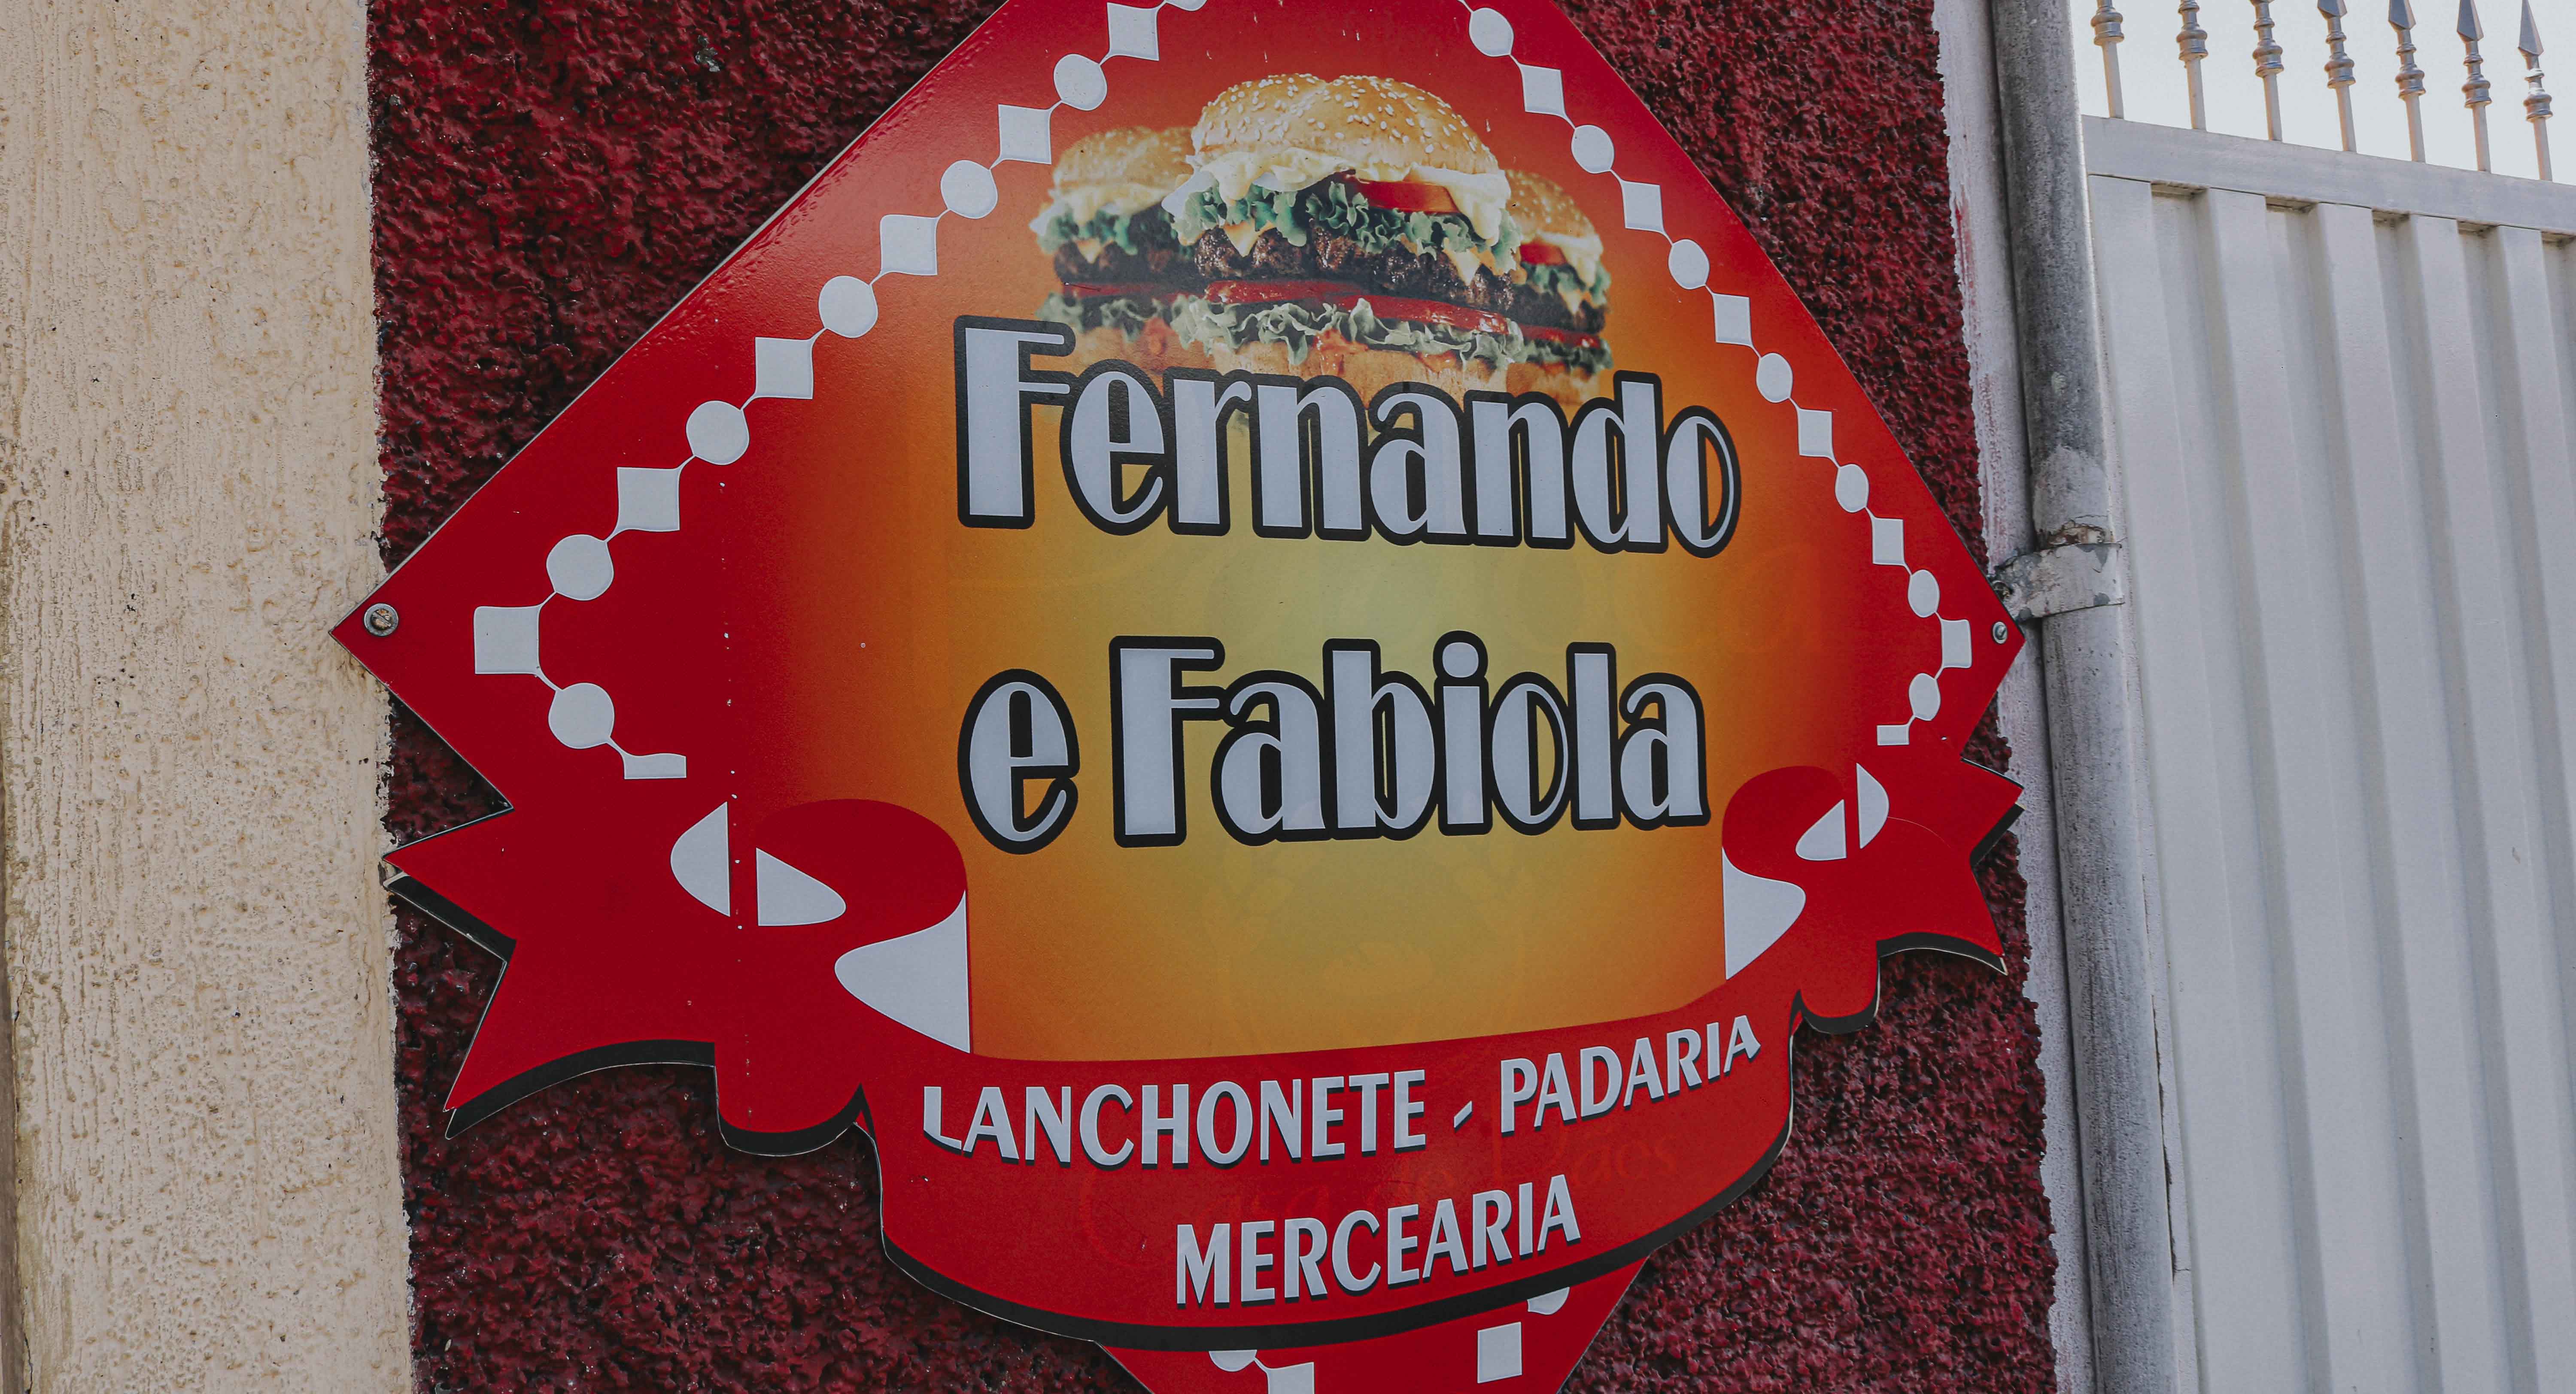 Fernando
e Fabiola
LANCHONETE - PADARIA
MERCEARIA